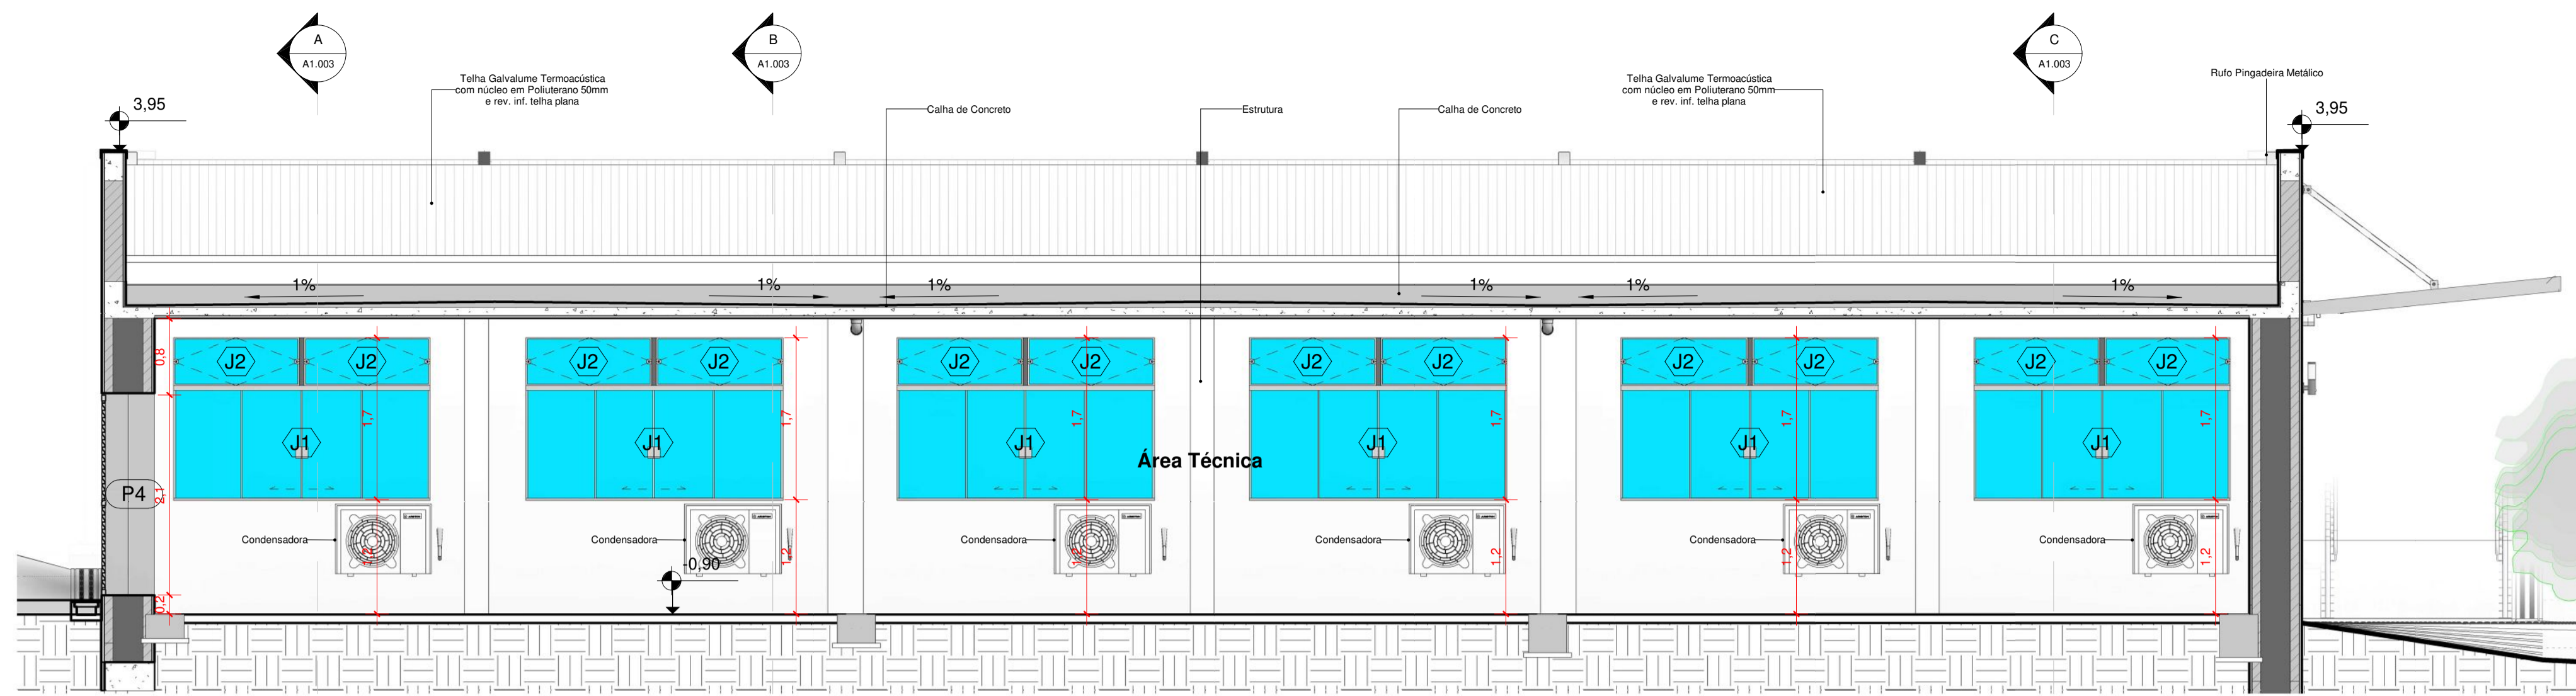 A
A1.003
B
A1.003
C
A1.003
Telha Galvalume Termoacústica
com núcleo em Poliuterano 50mm
e rev. inf. telha plana
Telha Galvalume Termoacústica
com núcleo em Poliuterano 50mm
e rev. inf. telha plana
Rufo Pingadeira Metálico
3,95
Calha de Concreto
Estrutura
Calha de Concreto
3,95
1%
1%
1%
1%
1%
1%
0,8
J2
J2
J2
J2
J2
J2
J2
J2
J2
J2
J2
J2
1,7
1,7
1,7
1,7
1,7
1,7
J1
J1
J1
J1
J1
J1
Área Técnica
P4
2,1
Condensadora
Condensadora
Condensadora
Condensadora
Condensadora
Condensadora
1,2
1,2
1,2
1,2
1,2
1,2
-0,90
0,2